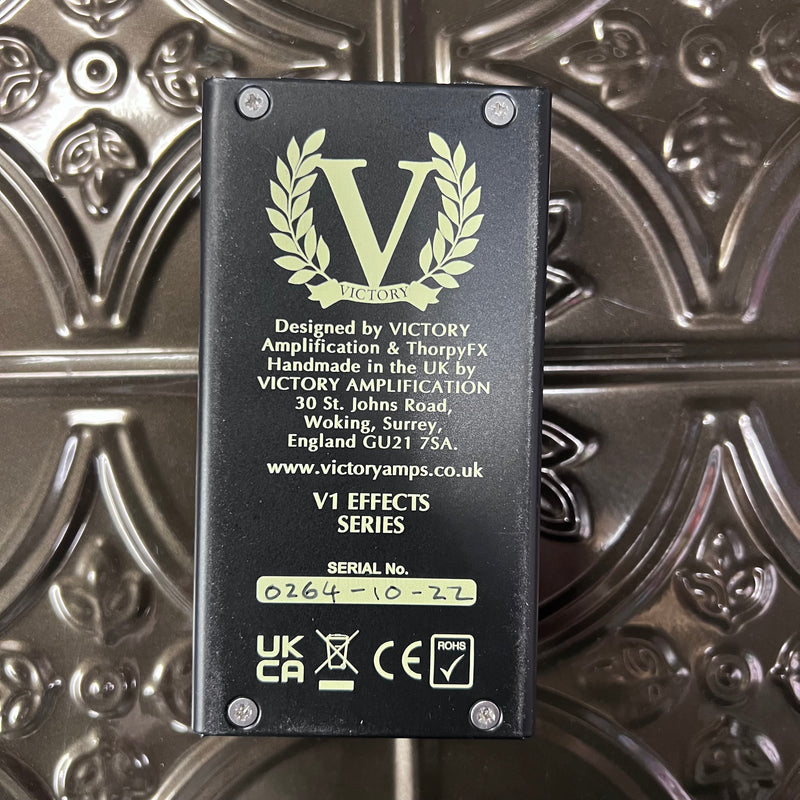 V
VICTORY
Designed by VICTORY
Amplification & ThorpyFX
Handmade in the UK by
VICTORY AMPLIFICATION
30 St. Johns Road,
Woking, Surrey,
England GU21 7SA.
www.victoryamps.co.uk
V1 EFFECTS
SERIES
SERIAL No.
0264-10-22
UK
CA
CE
ROHS